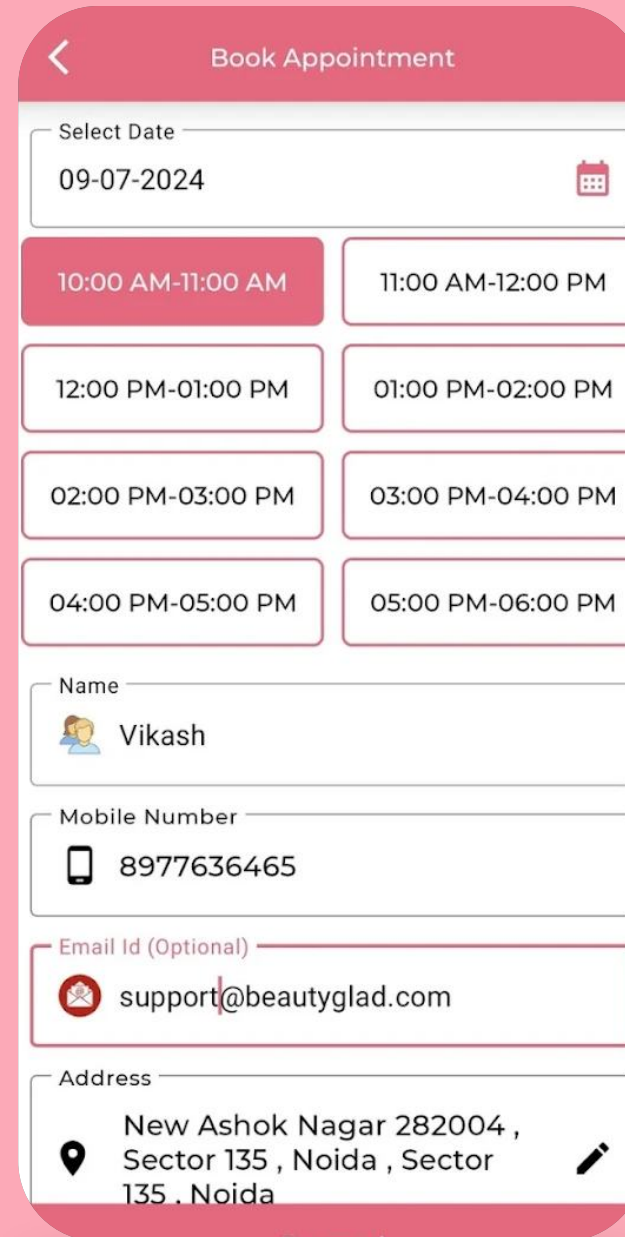 Book Appointment
Select Date
09-07-2024
10:00 AM-11:00 AM
11:00 AM-12:00 PM
12:00 PM-01:00 PM
01:00 PM-02:00 PM
02:00 PM-03:00 PM
03:00 PM-04:00 PM
04:00 PM-05:00 PM
05:00 PM-06:00 PM
Name
Vikash
Mobile Number
8977636465
Email Id (Optional)
support@beautyglad.com
Address
New Ashok Nagar 282004 ,
Sector 135 , Noida , Sector
135 , Noida